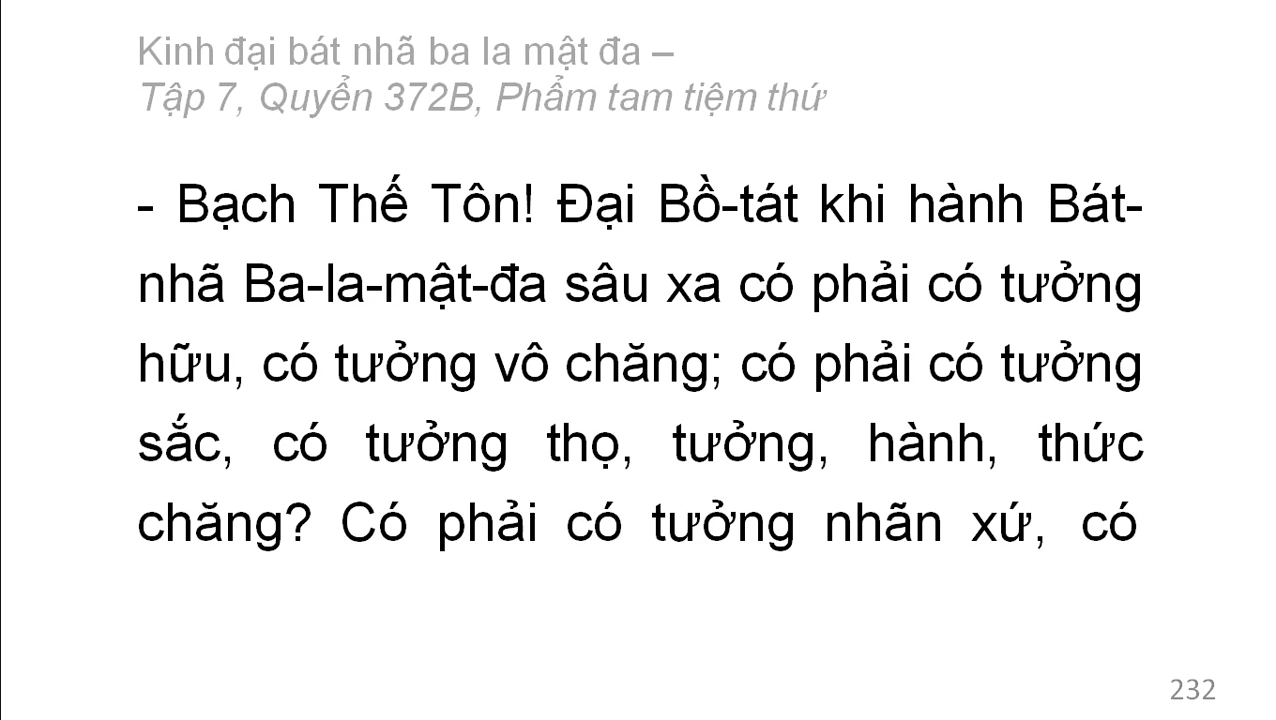 Kinh đại bát nhã ba la mật đa –
Tập 7, Quyển 372B, Phẩm tam tiệm thứ
- Bạch Thế Tôn! Đại Bồ-tát khi hành Bát-
nhã Ba-la-mật-đa sâu xa có phải có tưởng
hữu, có tưởng vô chăng; có phải có tưởng
sắc, có tưởng thọ, tưởng, hành, thức
chăng? Có phải có tưởng nhãn xứ, có
232